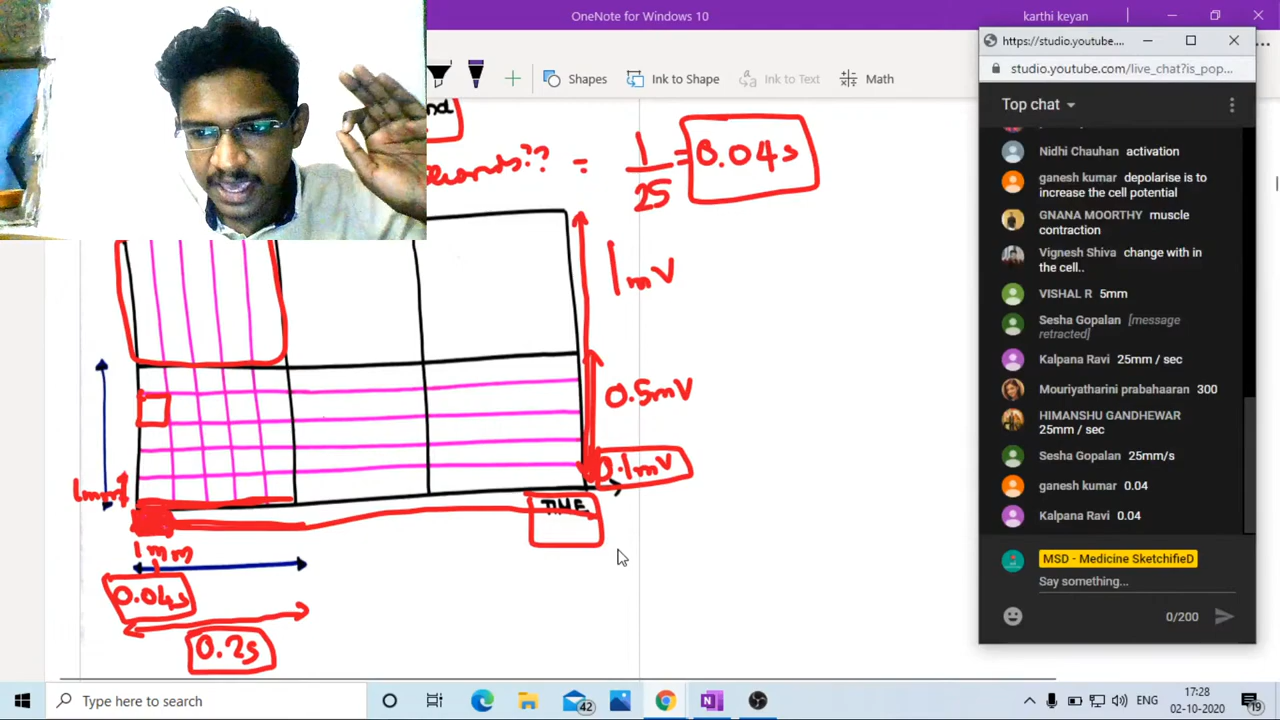 OneNote for Windows 10
karthi keyan
Shapes
Ink to Shape
Ink to Text
Math
1/25 = 0.04s
1mV
0.5mV
0.1mV
1mm
TIME
1mm
0.04s
0.2s
https://studio.youtube....
studio.youtube.com/live_chat?is_pop...
Top chat
Nidhi Chauhan activation
ganesh kumar depolarise is to
increase the cell potential
GNANA MOORTHY muscle
contraction
Vignesh Shiva change with in
the cell..
VISHAL R 5mm
Sesha Gopalan [message
retracted]
Kalpana Ravi 25mm / sec
Mouriyatharini prabahaaran 300
HIMANSHU GANDHEWAR
25mm / sec
Sesha Gopalan 25mm/s
ganesh kumar 0.04
Kalpana Ravi 0.04
MSD - Medicine SketchifieD
Say something...
0/200
Type here to search
42
17:28
02-10-2020
19